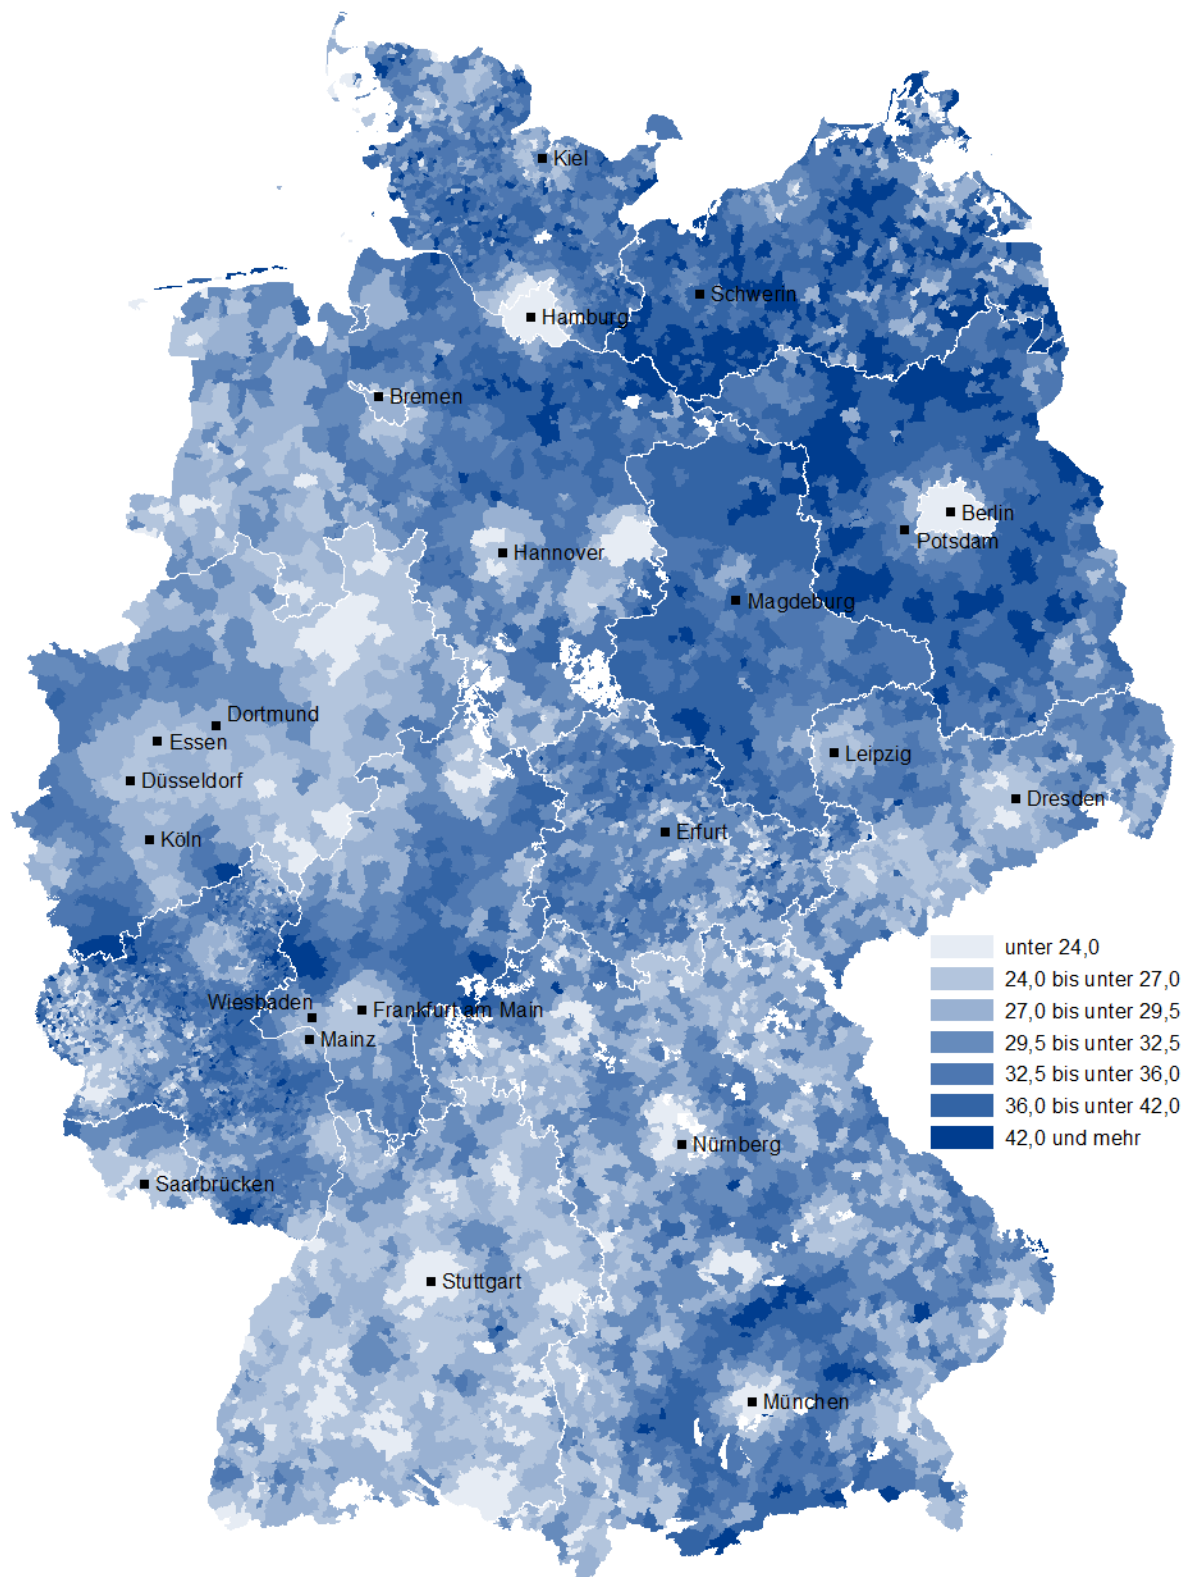 Kiel
Schwerin
Hamburg
Bremen
Berlin
Potsdam
Hannover
Magdeburg
Dortmund
Essen
Leipzig
Düsseldorf
Dresden
Erfurt
Köln
unter 24,0
24,0 bis unter 27,0
Wiesbaden
Frankfurt am Main
27,0 bis unter 29,5
Mainz
29,5 bis unter 32,5
32,5 bis unter 36,0
36,0 bis unter 42,0
42,0 und mehr
Nürnberg
Saarbrücken
Stuttgart
München